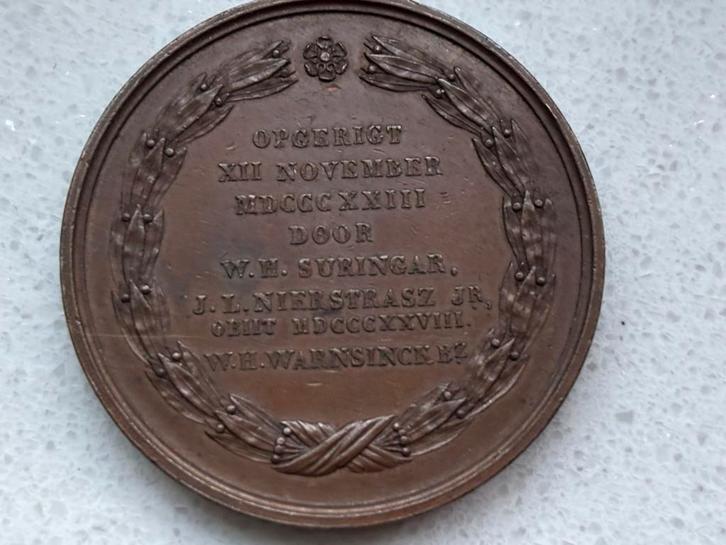 OPGERIGT
XII NOVEMBER
MDCCCXXIII
DOOR
W.H. SURINGAR,
J.L. NIERSTRASZ JR,
OBIIT MDCCCXXVIII.
W.H. WARNSINCK BZ